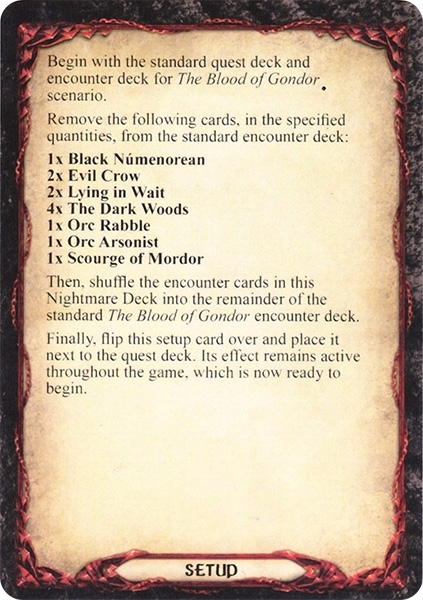 Begin with the standard quest deck and
encounter deck for The Blood of Gondor
scenario.
Remove the following cards, in the specified
quantities, from the standard encounter deck:
1x Black Númenorean
2x Evil Crow
2x Lying in Wait
4x The Dark Woods
1x Orc Rabble
1x Orc Arsonist
1x Scourge of Mordor
Then, shuffle the encounter cards in this
Nightmare Deck into the remainder of the
standard The Blood of Gondor encounter deck.
Finally, flip this setup card over and place it
next to the quest deck. Its effect remains active
throughout the game, which is now ready to
begin.
SETUP